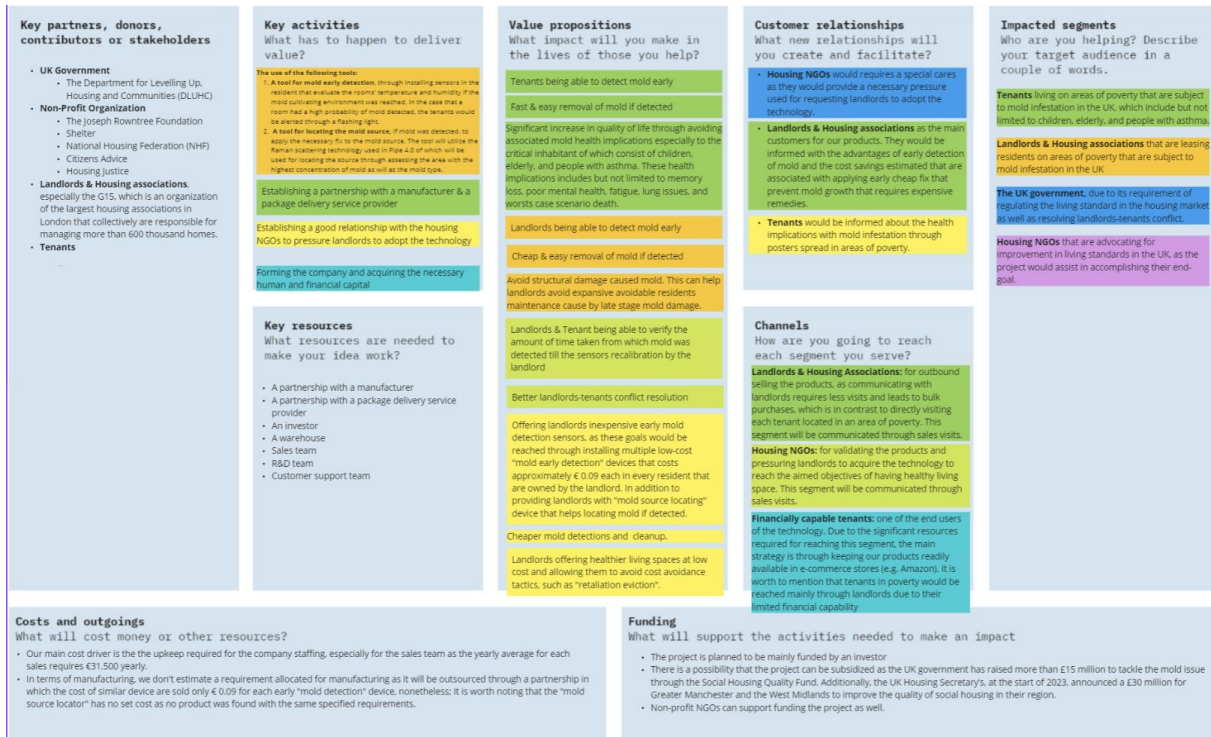 Key partners, donors,
contributors or stakeholders
• UK Government
• The Department for Levelling Up,
Housing and Communities (DLUHC)
• Non-Profit Organization
• The Joseph Rowntree Foundation
• Shelter
• National Housing Federation (NHF)
• Citizens Advice
• Housing Justice
• Landlords & Housing associations,
especially the G15, which is an organization
of the largest housing associations in
London that collectively are responsible for
managing more than 600 thousand homes.
• Tenants
Key activities
What has to happen to deliver
value?
The use of the following tools:
1. A tool for mold early detection, through installing sensors in the
resident that evaluate the rooms' temperature and humidity if the
mold cultivating environment was reached. In the case that a
room had a high probability of mold detected, the tenants would
be alerted through a flashing light.
2. A tool for locating the mold source, if mold was detected, to
apply the necessary fix to the mold source. The tool will utilize the
Raman scattering technology used in Pipe 4.0 of which will be
used for locating the source through assessing the area with the
highest concentration of mold as will as the mold type.
Establishing a partnership with a manufacturer & a
package delivery service provider
Establishing a good relationship with the housing
NGOs to pressure landlords to adopt the technology
Forming the company and acquiring the necessary
human and financial capital
Key resources
What resources are needed to
make your idea work?
• A partnership with a manufacturer
• A partnership with a package delivery service
provider
• An investor
• A warehouse
• Sales team
• R&D team
• Customer support team
Value propositions
What impact will you make in
the lives of those you help?
Tenants being able to detect mold early
Fast & easy removal of mold if detected
Significant increase in quality of life through avoiding
associated mold health implications especially to the
critical inhabitant of which consist of children,
elderly, and people with asthma. These health
implications includes but not limited to memory
loss, poor mental health, fatigue, lung issues, and
worsts case scenario death.
Landlords being able to detect mold early
Cheap & easy removal of mold if detected
Avoid structural damage caused mold. This can help
landlords avoid expansive avoidable residents
maintenance cause by late stage mold damage.
Landlords & Tenant being able to verify the
amount of time taken from which mold was
detected till the sensors recalibration by the
landlord
Better landlords-tenants conflict resolution
Offering landlords inexpensive early mold
detection sensors, as these goals would be
reached through installing multiple low-cost
"mold early detection" devices that costs
approximately € 0.09 each in every resident that
are owned by the landlord. In addition to
providing landlords with "mold source locating"
device that helps locating mold if detected.
Cheaper mold detections and cleanup.
Landlords offering healthier living spaces at low
cost and allowing them to avoid cost avoidance
tactics, such as "retaliation eviction".
Customer relationships
What new relationships will
you create and facilitate?
• Housing NGOs would requires a special cares
as they would provide a necessary pressure
used for requesting landlords to adopt the
technology.
• Landlords & Housing associations as the main
customers for our products. They would be
informed with the advantages of early detection
of mold and the cost savings estimated that are
associated with applying early cheap fix that
prevent mold growth that requires expensive
remedies.
• Tenants would be informed about the health
implications with mold infestation through
posters spread in areas of poverty.
Channels
How are you going to reach
each segment you serve?
Landlords & Housing Associations: for outbound
selling the products, as communicating with
landlords requires less visits and leads to bulk
purchases, which is in contrast to directly visiting
each tenant located in an area of poverty. This
segment will be communicated through sales visits.
Housing NGOs: for validating the products and
pressuring landlords to acquire the technology to
reach the aimed objectives of having healthy living
space. This segment will be communicated through
sales visits.
Financially capable tenants: one of the end users
of the technology. Due to the significant resources
required for reaching this segment, the main
strategy is through keeping our products readily
available in e-commerce stores (e.g. Amazon). It is
worth to mention that tenants in poverty would be
reached mainly through landlords due to their
limited financial capability
Impacted segments
Who are you helping? Describe
your target audience in a
couple of words.
Tenants living on areas of poverty that are subject
to mold infestation in the UK, which include but not
limited to children, elderly, and people with asthma.
Landlords & Housing associations that are leasing
residents on areas of poverty that are subject to
mold infestation in the UK
The UK government, due to its requirement of
regulating the living standard in the housing market
as well as resolving landlords-tenants conflict.
Housing NGOs that are advocating for
improvement in living standards in the UK, as the
project would assist in accomplishing their end-
goal.
Costs and outgoings
What will cost money or other resources?
• Our main cost driver is the the upkeep required for the company staffing, especially for the sales team as the yearly average for each
sales requires €31,500 yearly.
• In terms of manufacturing, we don't estimate a requirement allocated for manufacturing as it will be outsourced through a partnership in
which the cost of similar device are sold only € 0.09 for each early "mold detection" device, nonetheless; It is worth noting that the "mold
source locator" has no set cost as no product was found with the same specified requirements.
Funding
What will support the activities needed to make an impact
• The project is planned to be mainly funded by an investor
• There is a possibility that the project can be subsidized as the UK government has raised more than £15 million to tackle the mold issue
through the Social Housing Quality Fund. Additionally, the UK Housing Secretary's, at the start of 2023, announced a £30 million for
Greater Manchester and the West Midlands to improve the quality of social housing in their region.
• Non-profit NGOs can support funding the project as well.